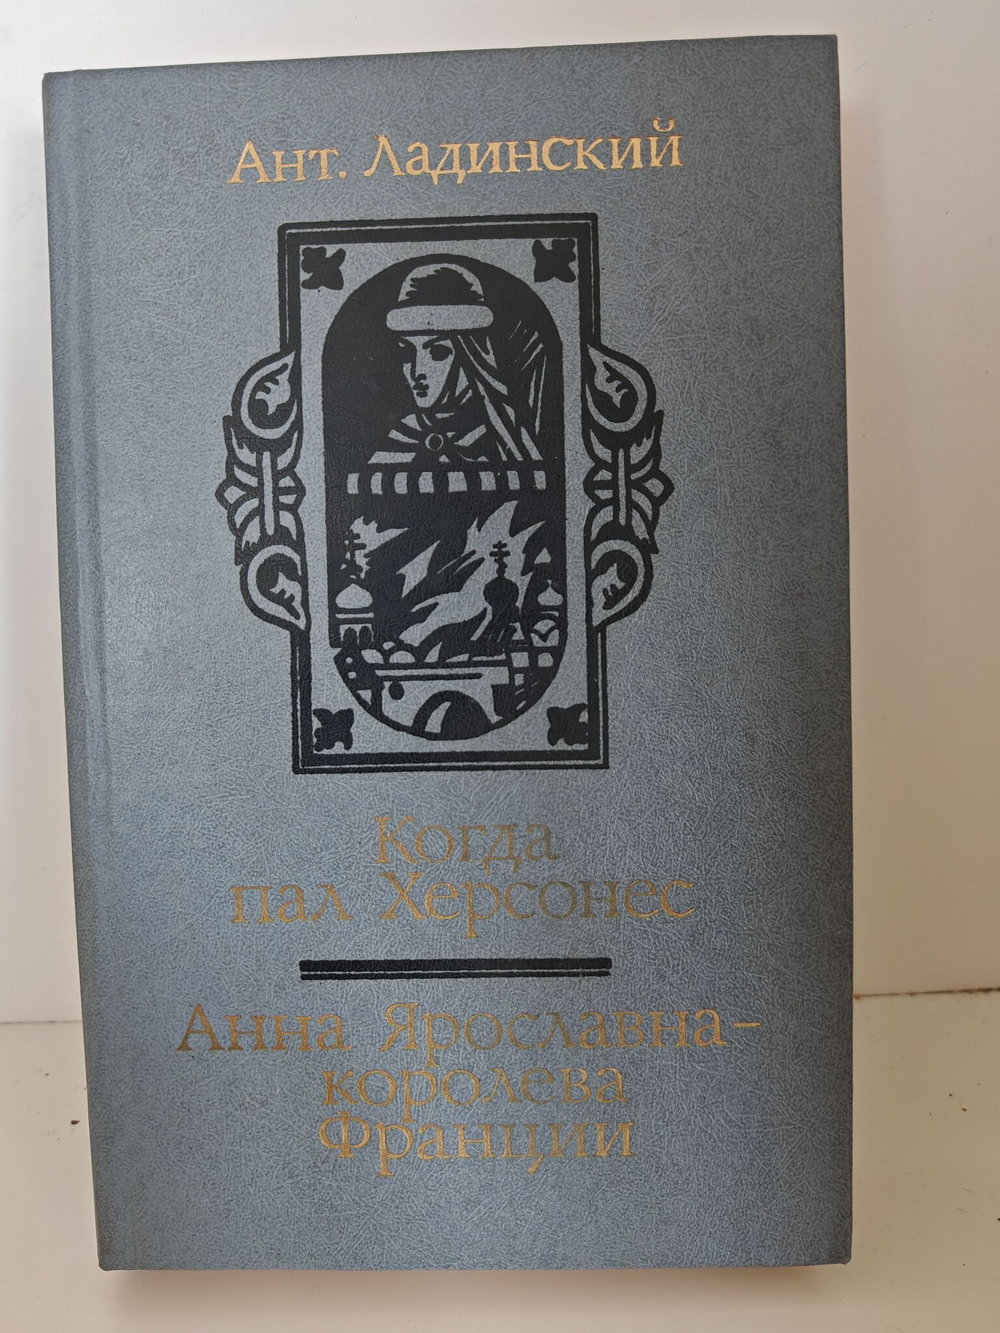 Ант. Ладинский
Когда
пал Херсонес
Анна Ярославна–
королева
Франции